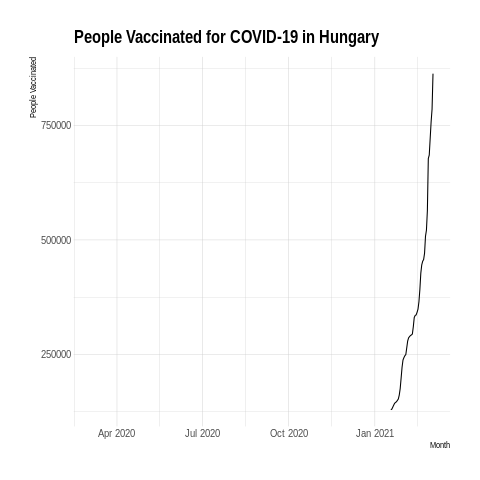 People Vaccinated for COVID-19 in Hungary
People Vaccinated
750000
500000
250000
Apr 2020 Jul 2020 Oct 2020 Jan 2021
Month